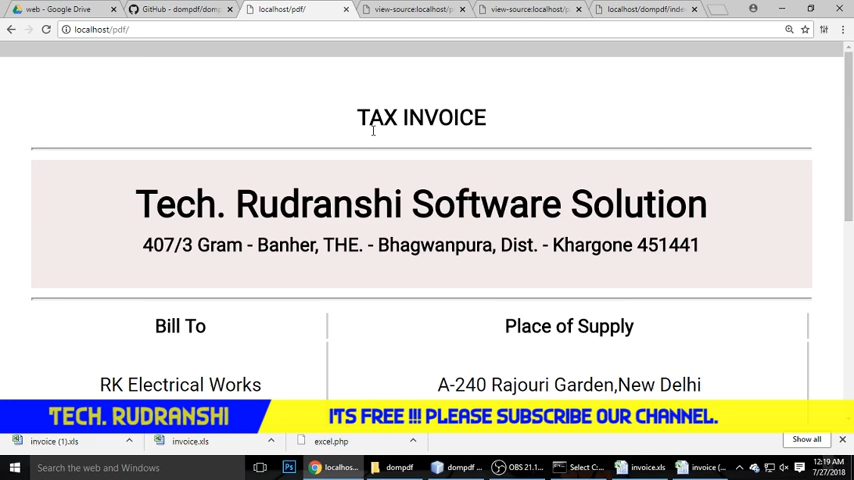 web - Google Drive
GitHub - dompdf/dom
localhost/pdf/
view-source:localhost/p
view-source:localhost/p
localhost/dompdf/inde
localhost/pdf/
TAX INVOICE
Tech. Rudranshi Software Solution
407/3 Gram - Banher, THE. - Bhagwanpura, Dist. - Khargone 451441
Bill To
Place of Supply
RK Electrical Works
A-240 Rajouri Garden,New Delhi
TECH. RUDRANSHI
ITS FREE !!! PLEASE SUBSCRIBE OUR CHANNEL.
invoice (1).xls
invoice.xls
excel.php
Show all
Search the web and Windows
Ps
localhos...
dompdf
dompdf ...
OBS 21.1...
Select C:...
invoice.xls
invoice (...
12:19 AM
7/27/2018